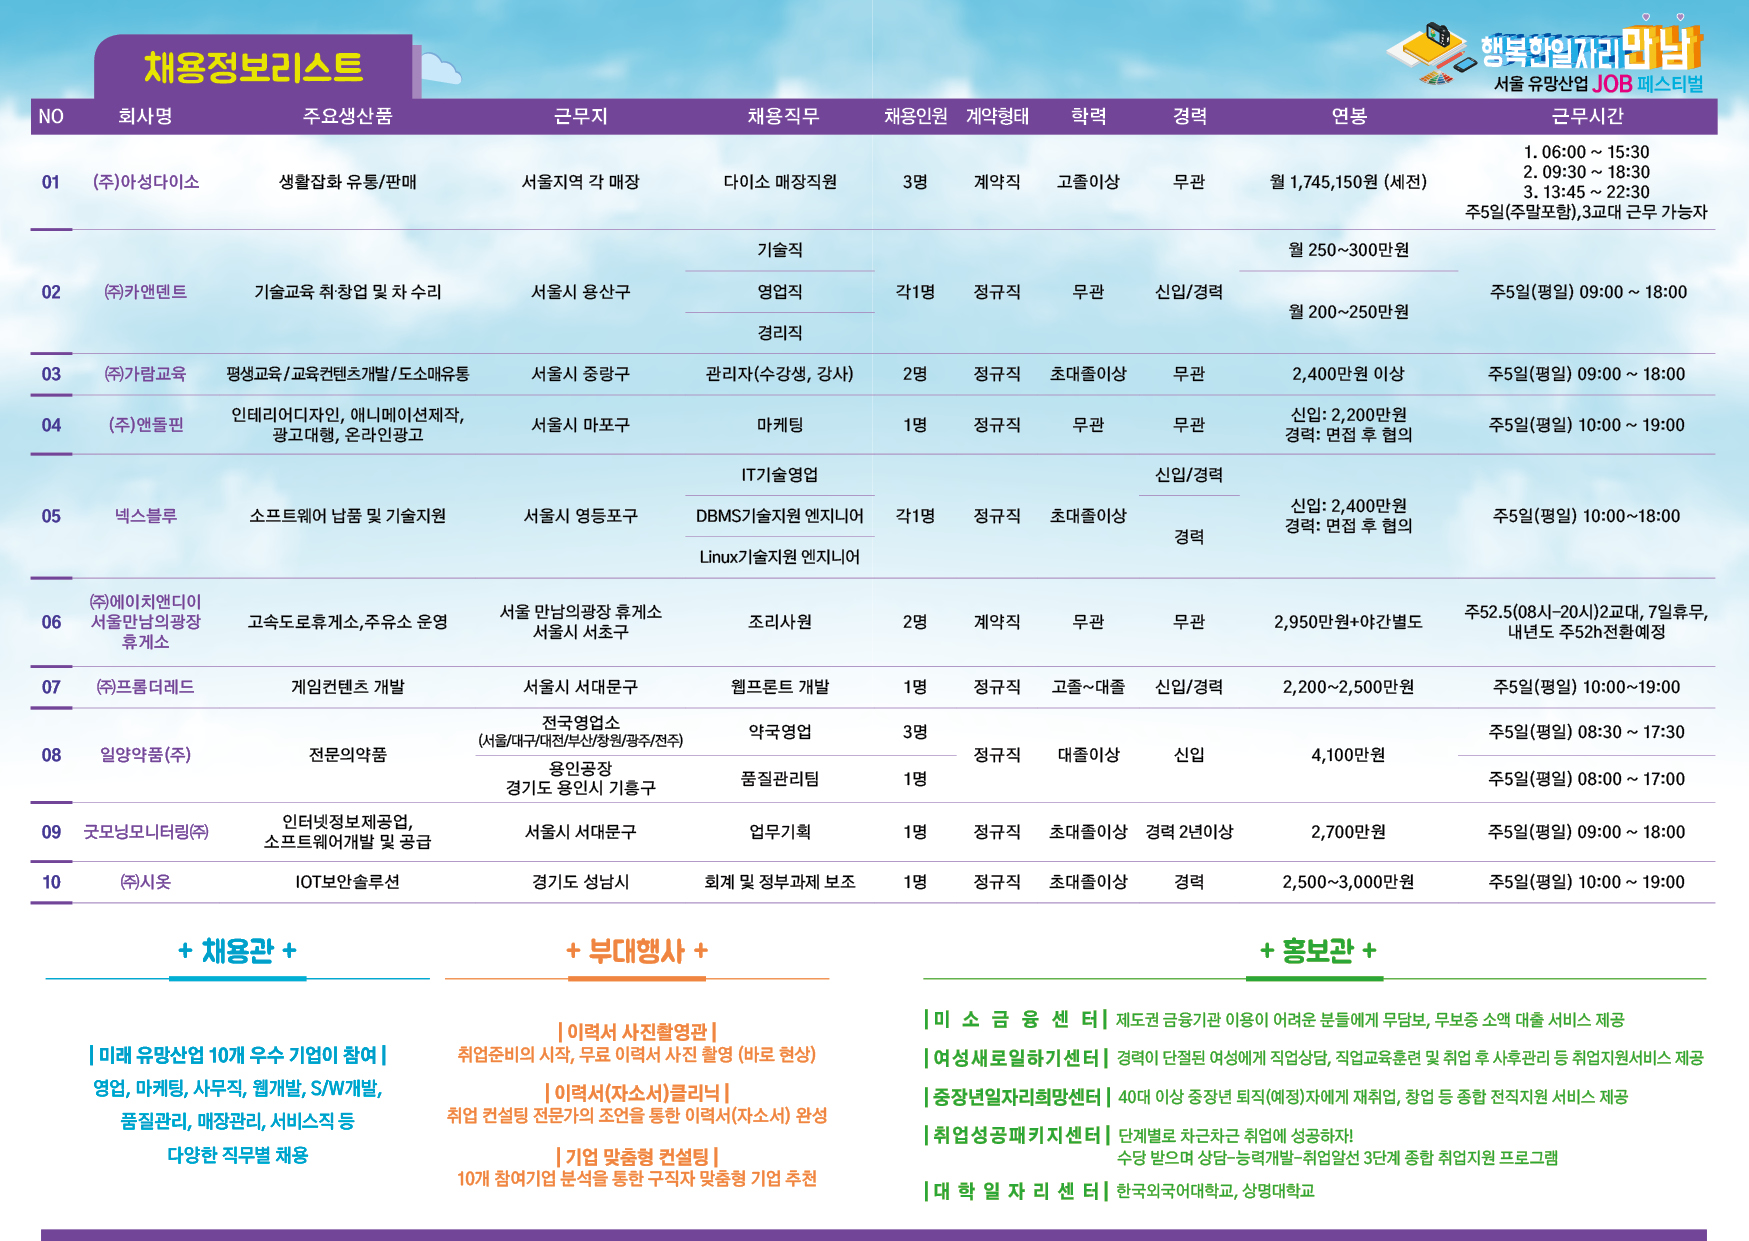 채용정보리스트
행복한일자리만남
서울 유망산업 JOB 페스티벌
NO 회사명 주요생산품 근무지 채용직무 채용인원 계약형태 학력 경력 연봉 근무시간
01 (주)아성다이소 생활잡화 유통/판매 서울지역 각 매장 다이소 매장직원 3명 계약직 고졸이상 무관 월 1,745,150원 (세전)
1. 06:00 ~ 15:30
2. 09:30 ~ 18:30
3. 13:45 ~ 22:30
주5일(주말포함),3교대 근무 가능자
02 ㈜카앤덴트 기술교육 취·창업 및 차 수리 서울시 용산구
기술직
영업직
경리직
각1명 정규직 무관 신입/경력
월 250~300만원
월 200~250만원
주5일(평일) 09:00 ~ 18:00
03 ㈜가람교육 평생교육/교육컨텐츠개발/도소매유통 서울시 중랑구 관리자(수강생, 강사) 2명 정규직 초대졸이상 무관 2,400만원 이상 주5일(평일) 09:00 ~ 18:00
04 (주)앤돌핀
인테리어디자인, 애니메이션제작,
광고대행, 온라인광고
서울시 마포구 마케팅 1명 정규직 무관 무관
신입: 2,200만원
경력: 면접 후 협의
주5일(평일) 10:00 ~ 19:00
05 넥스블루 소프트웨어 납품 및 기술지원 서울시 영등포구
IT기술영업
DBMS기술지원 엔지니어
Linux기술지원 엔지니어
각1명 정규직 초대졸이상
신입/경력
경력
신입: 2,400만원
경력: 면접 후 협의
주5일(평일) 10:00~18:00
06
㈜에이치앤디이
서울만남의광장
휴게소
고속도로휴게소,주유소 운영
서울 만남의광장 휴게소
서울시 서초구
조리사원 2명 계약직 무관 무관 2,950만원+야간별도
주52.5(08시-20시)2교대, 7일휴무,
내년도 주52h전환예정
07 ㈜프롬더레드 게임컨텐츠 개발 서울시 서대문구 웹프론트 개발 1명 정규직 고졸~대졸 신입/경력 2,200~2,500만원 주5일(평일) 10:00~19:00
08 일양약품(주) 전문의약품
전국영업소
(서울/대구/대전/부산/창원/광주/전주)
약국영업 3명
용인공장
경기도 용인시 기흥구
품질관리팀 1명
정규직 대졸이상 신입 4,100만원
주5일(평일) 08:30 ~ 17:30
주5일(평일) 08:00 ~ 17:00
09 굿모닝모니터링㈜
인터넷정보제공업,
소프트웨어개발 및 공급
서울시 서대문구 업무기획 1명 정규직 초대졸이상 경력 2년이상 2,700만원 주5일(평일) 09:00 ~ 18:00
10 ㈜시옷 IOT보안솔루션 경기도 성남시 회계 및 정부과제 보조 1명 정규직 초대졸이상 경력 2,500~3,000만원 주5일(평일) 10:00 ~ 19:00
+ 채용관 +
| 미래 유망산업 10개 우수 기업이 참여 |
영업, 마케팅, 사무직, 웹개발, S/W개발,
품질관리, 매장관리, 서비스직 등
다양한 직무별 채용
+ 부대행사 +
| 이력서 사진촬영관 |
취업준비의 시작, 무료 이력서 사진 촬영 (바로 현상)
| 이력서(자소서)클리닉 |
취업 컨설팅 전문가의 조언을 통한 이력서(자소서) 완성
| 기업 맞춤형 컨설팅 |
10개 참여기업 분석을 통한 구직자 맞춤형 기업 추천
+ 홍보관 +
| 미 소 금 융 센 터 | 제도권 금융기관 이용이 어려운 분들에게 무담보, 무보증 소액 대출 서비스 제공
| 여성새로일하기센터 | 경력이 단절된 여성에게 직업상담, 직업교육훈련 및 취업 후 사후관리 등 취업지원서비스 제공
| 중장년일자리희망센터 | 40대 이상 중장년 퇴직(예정)자에게 재취업, 창업 등 종합 전직지원 서비스 제공
| 취업성공패키지센터 | 단계별로 차근차근 취업에 성공하자!
수당 받으며 상담-능력개발-취업알선 3단계 종합 취업지원 프로그램
| 대 학 일 자 리 센 터 | 한국외국어대학교, 상명대학교